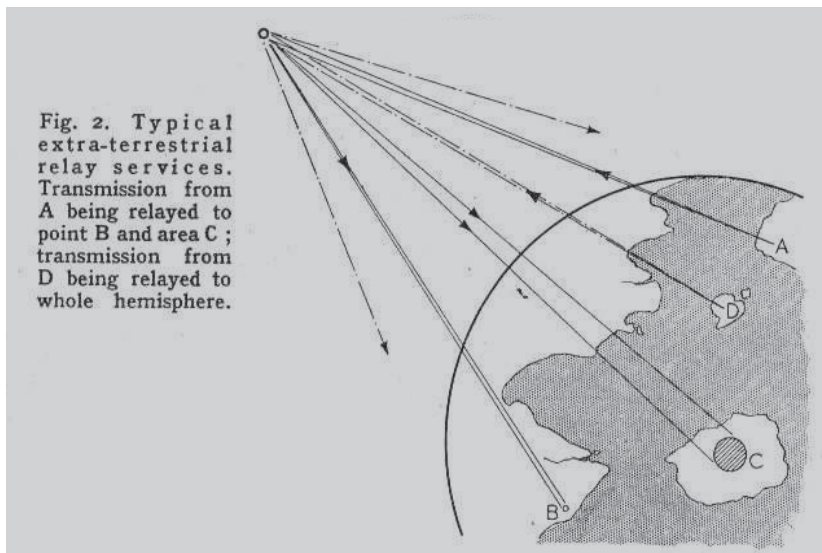 Fig. 2. Typical
extra-terrestrial
relay services.
Transmission from
A being relayed to
point B and area C ;
transmission from
D being relayed to
whole hemisphere.
A
D
C
B